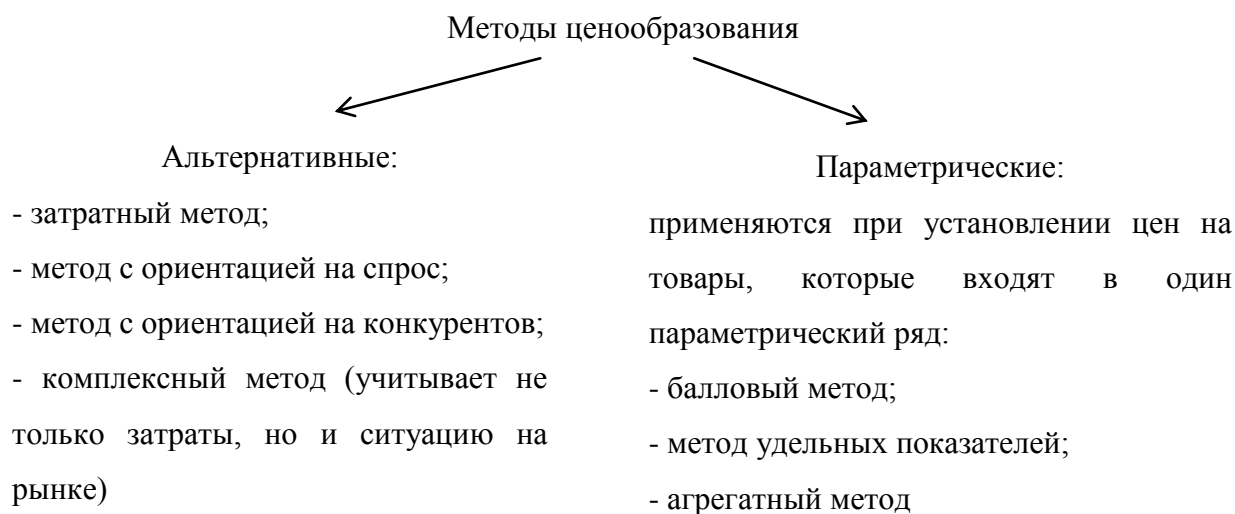 Методы ценообразования
Альтернативные:
- затратный метод;
- метод с ориентацией на спрос;
- метод с ориентацией на конкурентов;
- комплексный метод (учитывает не
только затраты, но и ситуацию на
рынке)
Параметрические:
применяются при установлении цен на
товары, которые входят в один
параметрический ряд:
- балловый метод;
- метод удельных показателей;
- агрегатный метод